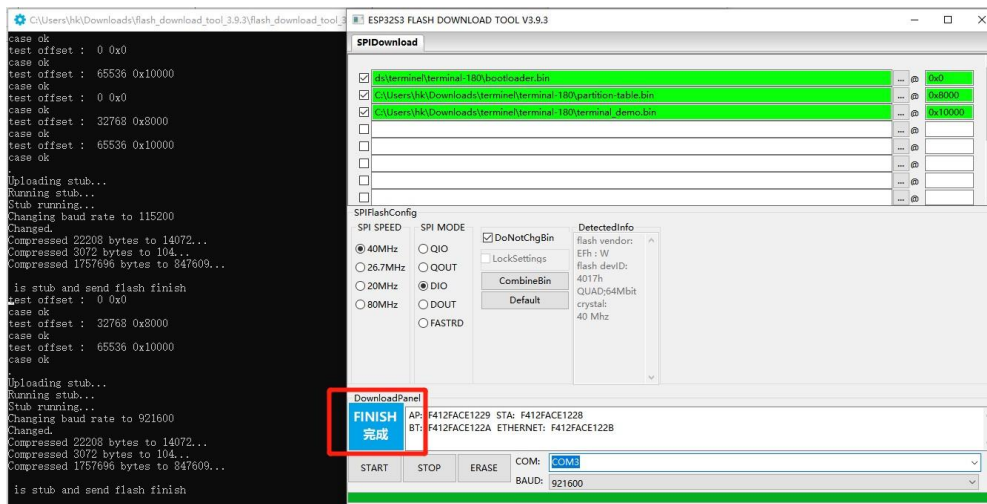 C:\Users\hk\Downloads\flash_download_tool_3.9.3\flash_download_tool_3
case ok
test offset :  0 0x0
case ok
test offset :  65536 0x10000
case ok
test offset :  0 0x0
case ok
test offset :  32768 0x8000
case ok
test offset :  65536 0x10000
case ok
.
Uploading stub...
Running stub...
Stub running...
Changing baud rate to 115200
Changed.
Compressed 22208 bytes to 14072...
Compressed 3072 bytes to 104...
Compressed 1757696 bytes to 847609...
is stub and send flash finish
test offset :  0 0x0
case ok
test offset :  32768 0x8000
case ok
test offset :  65536 0x10000
case ok
.
Uploading stub...
Running stub...
Stub running...
Changing baud rate to 921600
Changed.
Compressed 22208 bytes to 14072...
Compressed 3072 bytes to 104...
Compressed 1757696 bytes to 847609...
is stub and send flash finish
ESP32S3 FLASH DOWNLOAD TOOL V3.9.3
SPIDownload
ds\terminel\terminal-180\bootloader.bin ... @ 0x0
C:\Users\hk\Downloads\terminel\terminal-180\partition-table.bin ... @ 0x8000
C:\Users\hk\Downloads\terminel\terminal-180\terminal_demo.bin ... @ 0x10000
... @
... @
... @
... @
... @
SPIFlashConfig
SPI SPEED
40MHz
26.7MHz
20MHz
80MHz
SPI MODE
QIO
QOUT
DIO
DOUT
FASTRD
DoNotChgBin
LockSettings
CombineBin
Default
DetectedInfo
flash vendor:
EFh : W
flash devID:
4017h
QUAD;64Mbit
crystal:
40 Mhz
DownloadPanel
FINISH
完成
AP: F412FACE1229 STA: F412FACE1228
BT: F412FACE122A ETHERNET: F412FACE122B
START STOP ERASE
COM: COM3
BAUD: 921600